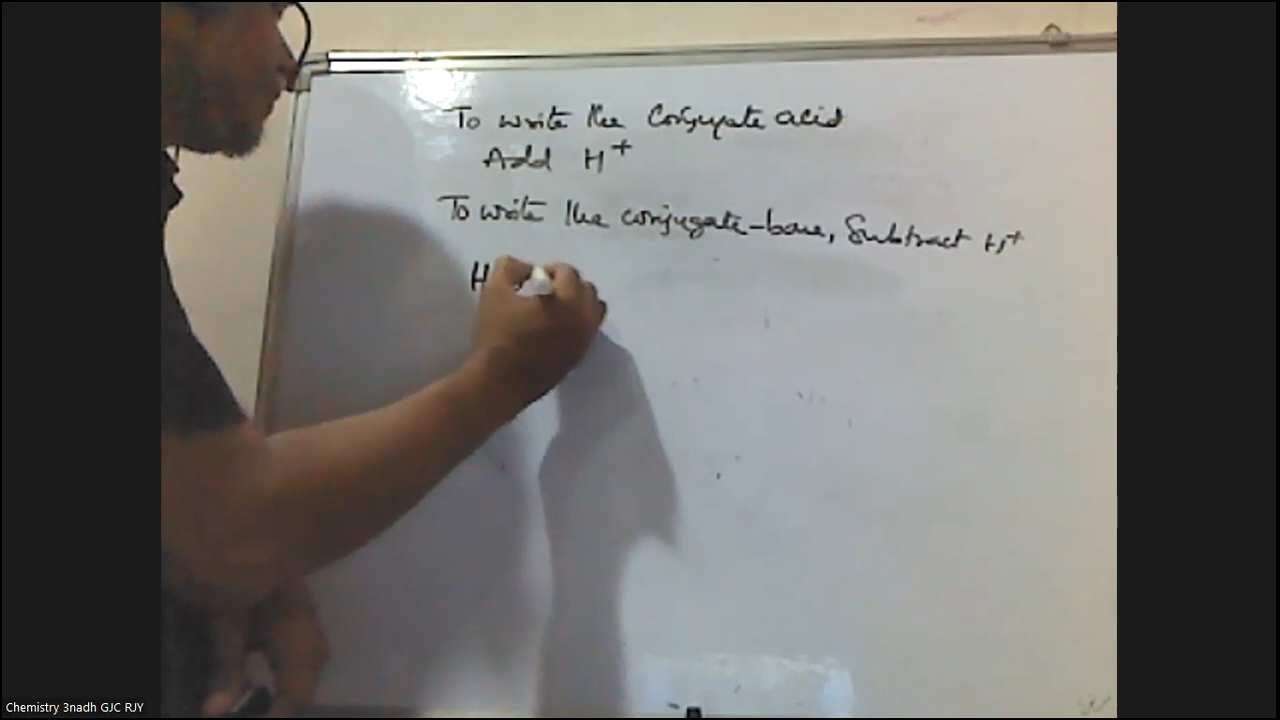 To write the Conjugate acid
Add H⁺
To write the conjugate-base, Subtract H⁺
H
Chemistry 3nadh GJC RJY